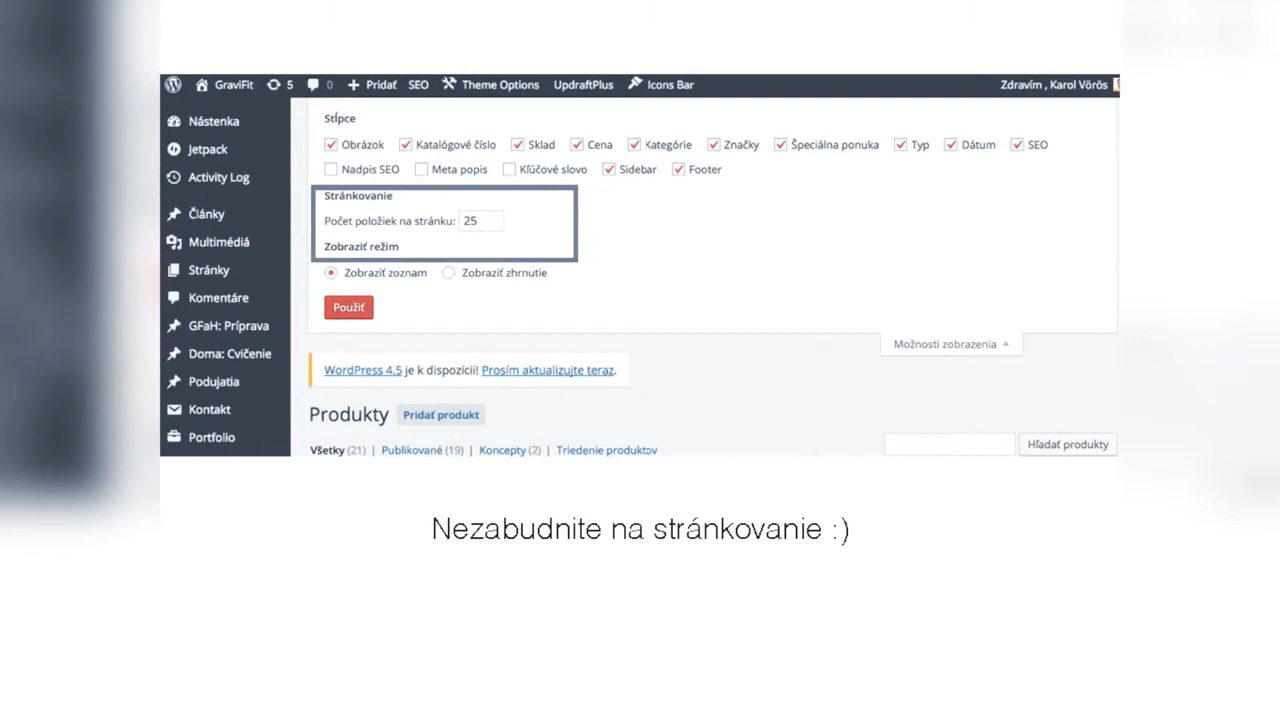 GraviFit 5 0 Pridať SEO Theme Options UpdraftPlus Icons Bar Zdravím , Karol Vörös
Nástenka
Jetpack
Activity Log
Články
Multimédiá
Stránky
Komentáre
GFaH: Príprava
Doma: Cvičenie
Podujatia
Kontakt
Portfolio
Stĺpce
Obrázok Katalógové číslo Sklad Cena Kategórie Značky Špeciálna ponuka Typ Dátum SEO
Nadpis SEO Meta popis Kľúčové slovo Sidebar Footer
Stránkovanie
Počet položiek na stránku: 25
Zobraziť režim
Zobraziť zoznam Zobraziť zhrnutie
Použiť
Možnosti zobrazenia
WordPress 4.5 je k dispozícii! Prosím aktualizujte teraz.
Produkty Pridať produkt
Všetky (21) | Publikované (19) | Koncepty (2) | Triedenie produktov
Hľadať produkty
Nezabudnite na stránkovanie :)